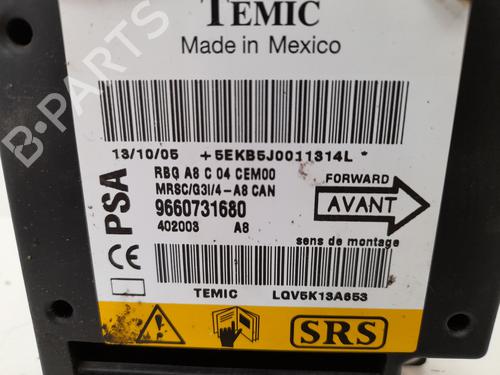 TEMIC
Made in Mexico
13/10/05 +5EKB5J0011314L *
RBG A8 C 04 CEM00
MRSC/G3I/4-A8 CAN
9660731680
402003 A8
PSA
CE
FORWARD
AVANT
sens de montage
TEMIC LQV5K13A653
SRS
B-PARTS